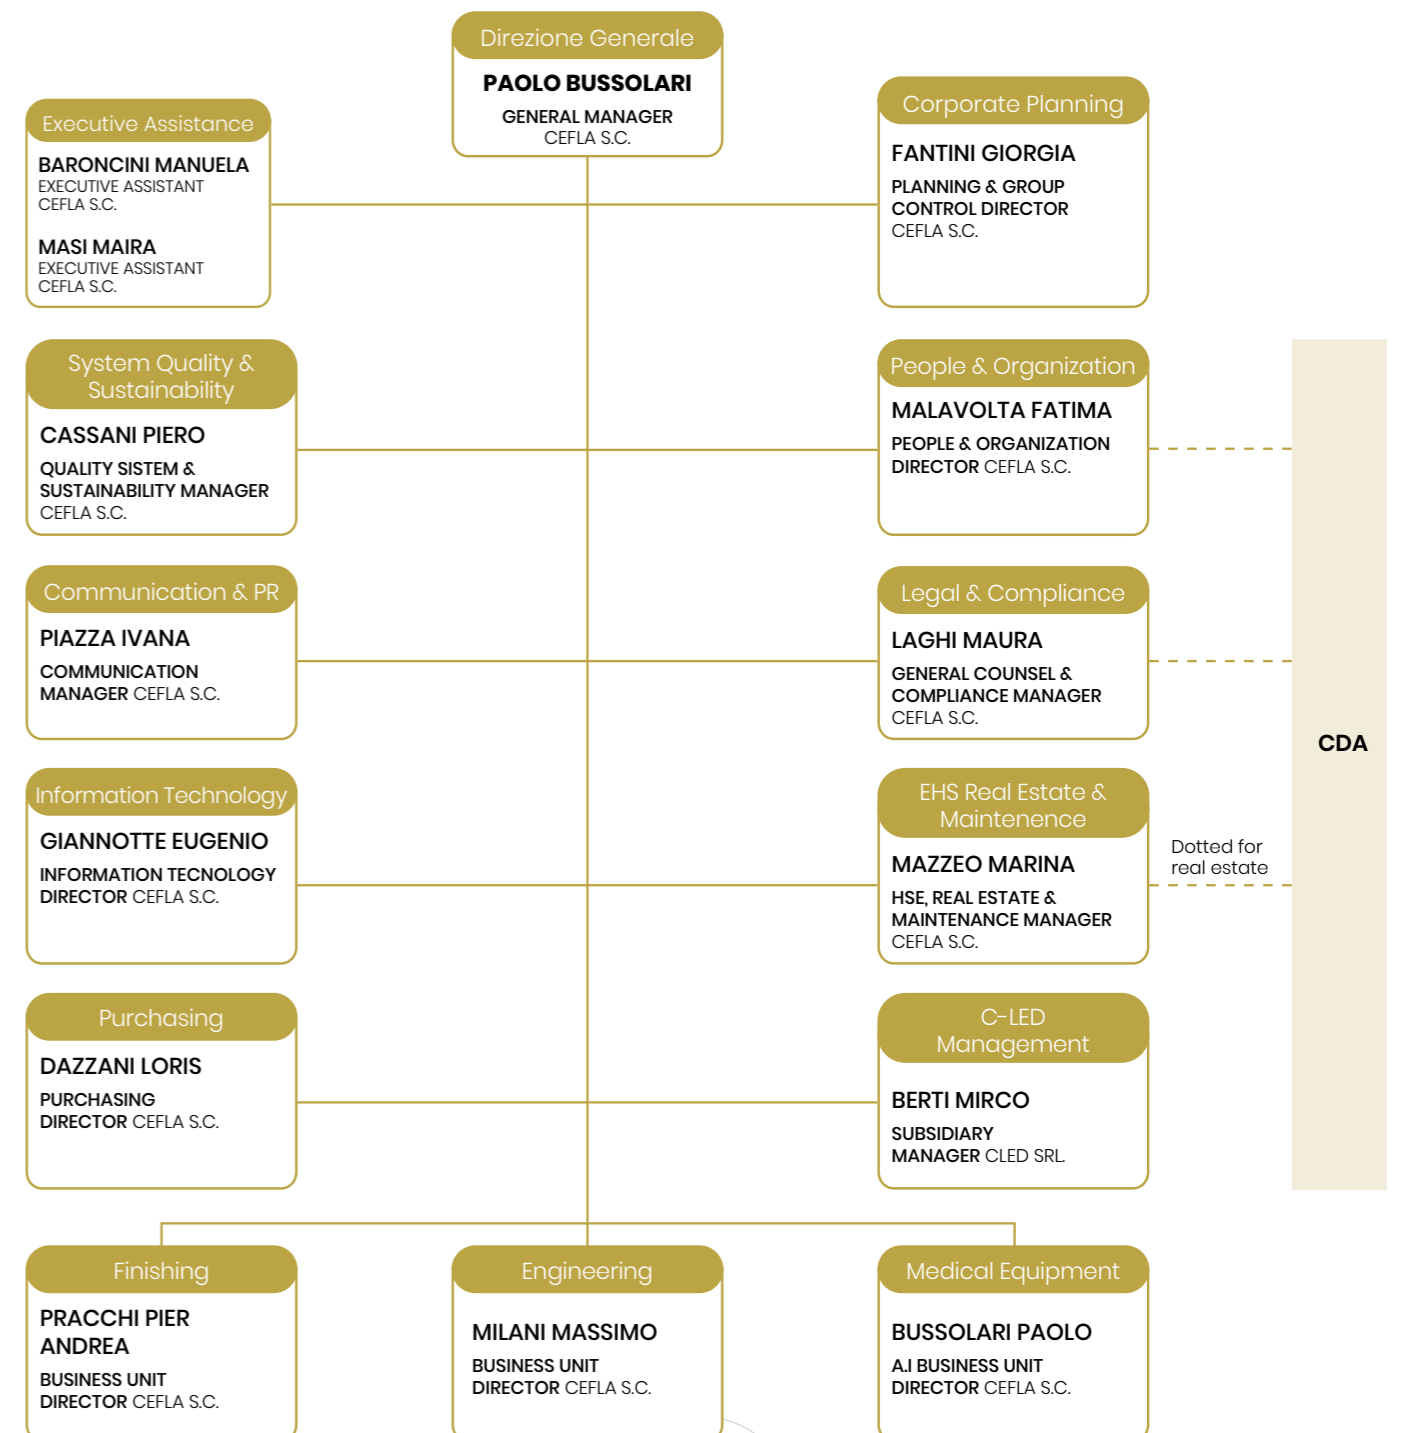 Direzione Generale
PAOLO BUSSOLARI
GENERAL MANAGER
CEFLA S.C.
Executive Assistance
BARONCINI MANUELA
EXECUTIVE ASSISTANT
CEFLA S.C.
MASI MAIRA
EXECUTIVE ASSISTANT
CEFLA S.C.
Corporate Planning
FANTINI GIORGIA
PLANNING & GROUP
CONTROL DIRECTOR
CEFLA S.C.
System Quality &
Sustainability
CASSANI PIERO
QUALITY SISTEM &
SUSTAINABILITY MANAGER
CEFLA S.C.
People & Organization
MALAVOLTA FATIMA
PEOPLE & ORGANIZATION
DIRECTOR CEFLA S.C.
Communication & PR
PIAZZA IVANA
COMMUNICATION
MANAGER CEFLA S.C.
Legal & Compliance
LAGHI MAURA
GENERAL COUNSEL &
COMPLIANCE MANAGER
CEFLA S.C.
CDA
Information Technology
GIANNOTTE EUGENIO
INFORMATION TECNOLOGY
DIRECTOR CEFLA S.C.
EHS Real Estate &
Maintenence
MAZZEO MARINA
HSE, REAL ESTATE &
MAINTENANCE MANAGER
CEFLA S.C.
Dotted for
real estate
Purchasing
DAZZANI LORIS
PURCHASING
DIRECTOR CEFLA S.C.
C-LED
Management
BERTI MIRCO
SUBSIDIARY
MANAGER CLED SRL.
Finishing
PRACCHI PIER
ANDREA
BUSINESS UNIT
DIRECTOR CEFLA S.C.
Engineering
MILANI MASSIMO
BUSINESS UNIT
DIRECTOR CEFLA S.C.
Medical Equipment
BUSSOLARI PAOLO
A.I BUSINESS UNIT
DIRECTOR CEFLA S.C.